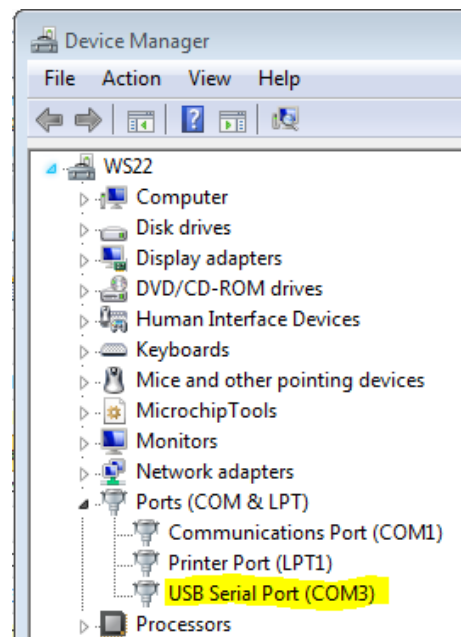 Device Manager
File Action View Help
WS22
Computer
Disk drives
Display adapters
DVD/CD-ROM drives
Human Interface Devices
Keyboards
Mice and other pointing devices
MicrochipTools
Monitors
Network adapters
Ports (COM & LPT)
Communications Port (COM1)
Printer Port (LPT1)
USB Serial Port (COM3)
Processors